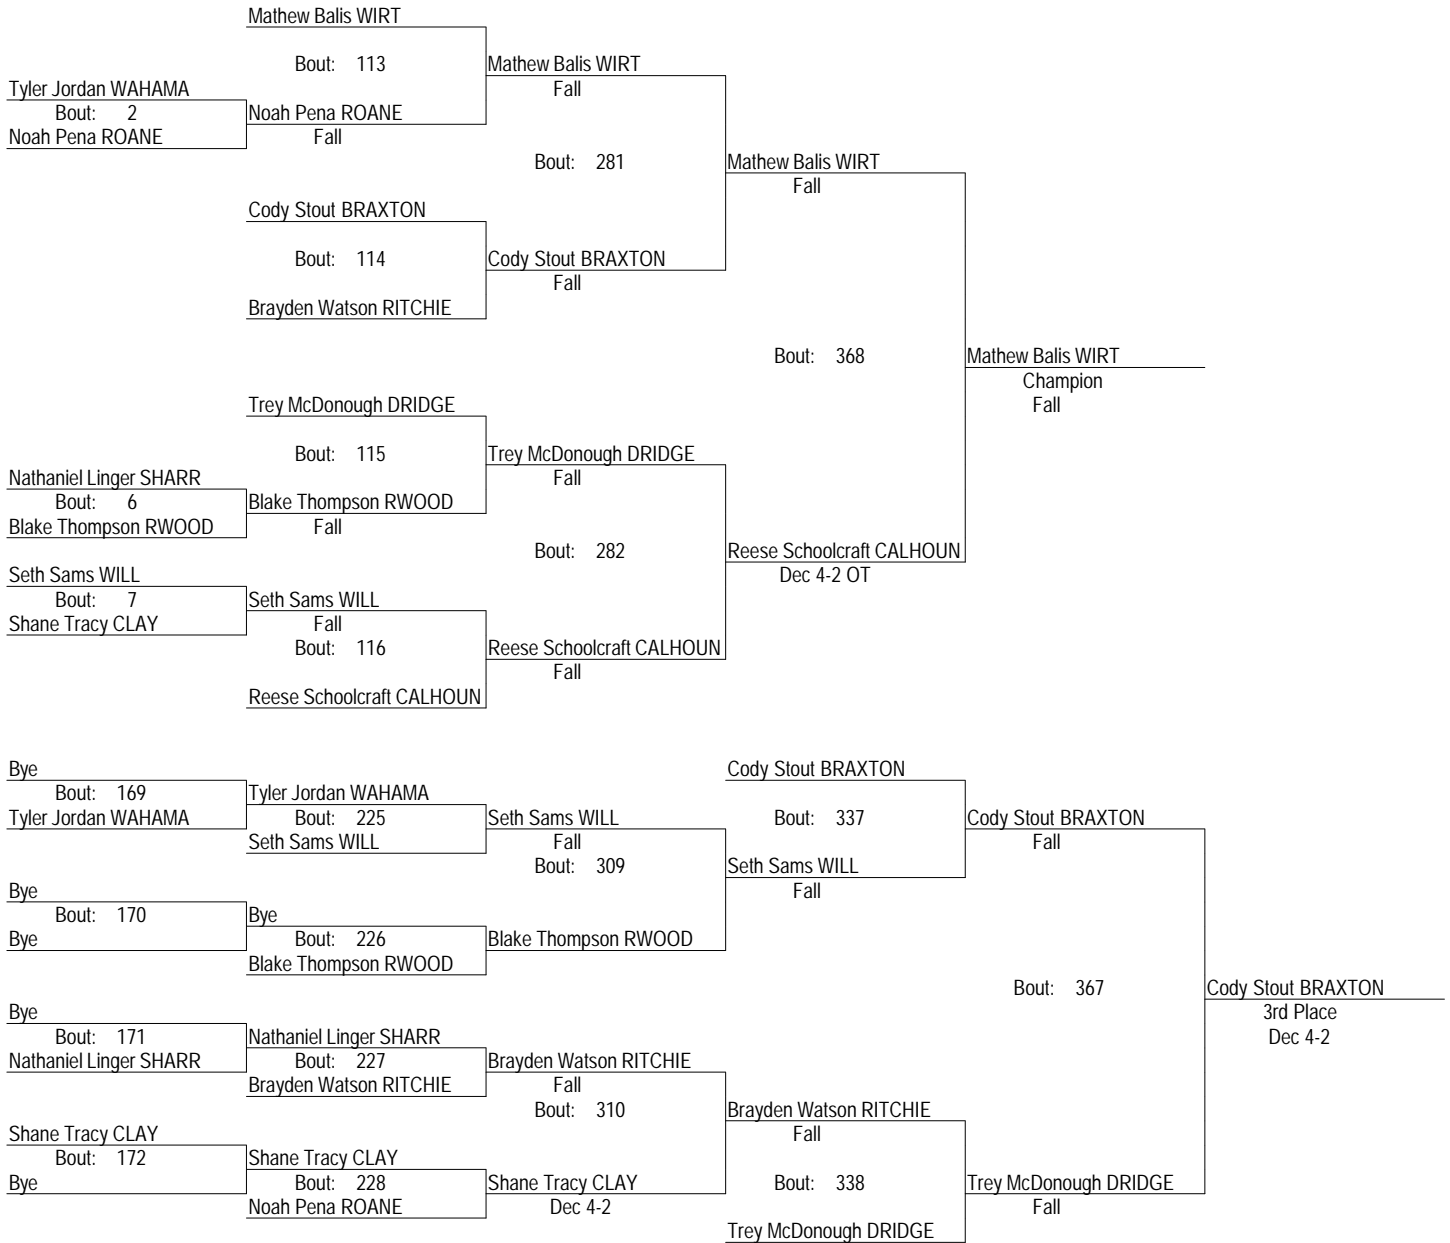 Mathew Balis WIRT
Bout: 113
Mathew Balis WIRT
Fall
Tyler Jordan WAHAMA
Bout: 2
Noah Pena ROANE
Noah Pena ROANE
Fall
Bout: 281
Mathew Balis WIRT
Fall
Cody Stout BRAXTON
Bout: 114
Cody Stout BRAXTON
Fall
Brayden Watson RITCHIE
Bout: 368
Mathew Balis WIRT
Champion
Fall
Trey McDonough DRIDGE
Bout: 115
Trey McDonough DRIDGE
Fall
Nathaniel Linger SHARR
Bout: 6
Blake Thompson RWOOD
Blake Thompson RWOOD
Fall
Bout: 282
Reese Schoolcraft CALHOUN
Dec 4-2 OT
Seth Sams WILL
Bout: 7
Shane Tracy CLAY
Seth Sams WILL
Fall
Bout: 116
Reese Schoolcraft CALHOUN
Fall
Reese Schoolcraft CALHOUN
Bye
Bout: 169
Tyler Jordan WAHAMA
Tyler Jordan WAHAMA
Bout: 225
Seth Sams WILL
Seth Sams WILL
Fall
Bout: 309
Cody Stout BRAXTON
Bout: 337
Seth Sams WILL
Fall
Cody Stout BRAXTON
Fall
Bye
Bout: 170
Bye
Bye
Bout: 226
Blake Thompson RWOOD
Blake Thompson RWOOD
Bout: 367
Cody Stout BRAXTON
3rd Place
Dec 4-2
Bye
Bout: 171
Nathaniel Linger SHARR
Nathaniel Linger SHARR
Bout: 227
Brayden Watson RITCHIE
Brayden Watson RITCHIE
Fall
Bout: 310
Brayden Watson RITCHIE
Fall
Shane Tracy CLAY
Bout: 172
Bye
Shane Tracy CLAY
Bout: 228
Noah Pena ROANE
Shane Tracy CLAY
Dec 4-2
Bout: 338
Trey McDonough DRIDGE
Fall
Trey McDonough DRIDGE